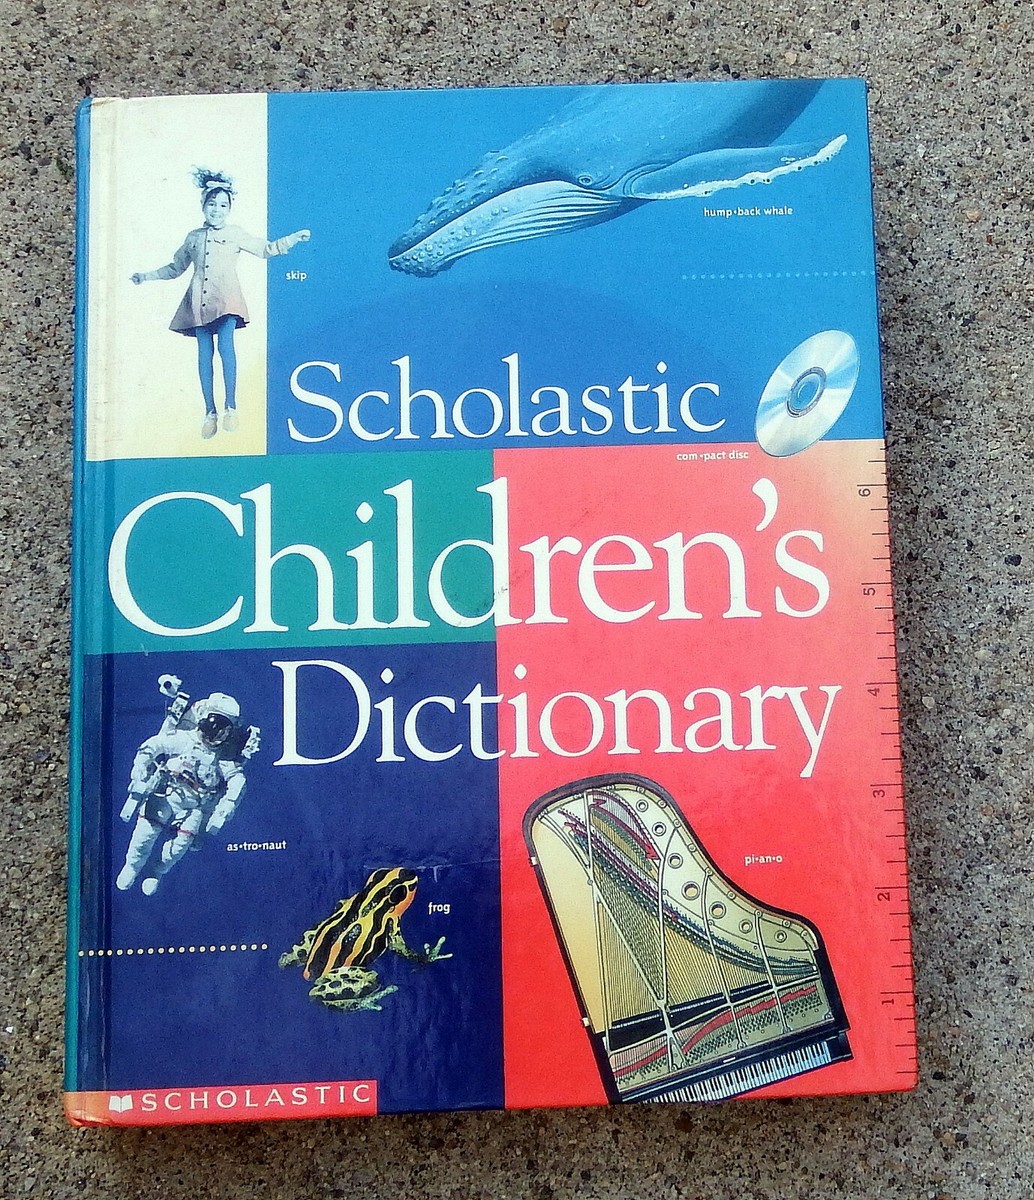 hump•back whale
skip
Scholastic
com•pact disc
Children's
Dictionary
as•tro•naut
pi•an•o
frog
SCHOLASTIC
6
5
4
3
2
1